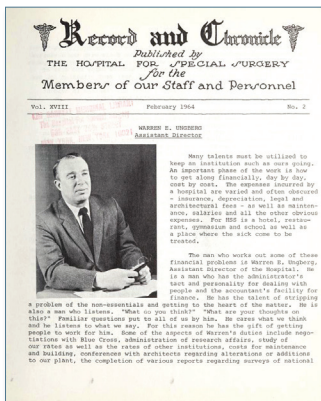 Record and Chronicle
Published by
THE HOSPITAL FOR SPECIAL SURGERY
for the
Members of our Staff and Personnel
Vol. XVIII February 1964 No. 2
WARREN E. UNGBERG
Assistant Director
Many talents must be utilized to
keep an institution such as ours going.
An important phase of the work is how
to get along financially, day by day,
cost by cost. The expenses incurred by
a hospital are varied and often obscured
- insurance, depreciation, legal and
architectural fees - as well as mainten-
ance, salaries and all the other obvious
expenses. For HSS is a hotel, restau-
rant, gymnasium and school as well as
a place where the sick come to be
treated.
The man who works out some of these
financial problems is Warren E. Ungberg,
Assistant Director of the Hospital. He
is a man who has the administrator's
tact and personality for dealing with
people and the accountant's facility for
finance. He has the talent of stripping
a problem of the non-essentials and getting to the heart of the matter. He is
also a man who listens. "What do you think?" "What are your thoughts on
this?" Familiar questions put to all of us by him. He cares what we think
and he listens to what we say. For this reason he has the gift of getting
people to work for him. Some of the aspects of Warren's duties include nego-
tiations with Blue Cross, administration of research affairs, study of
our rates as well as the rates of other institutions, costs for maintenance
and building, conferences with architects regarding alterations or additions
to our plant, the completion of various reports regarding surveys of national